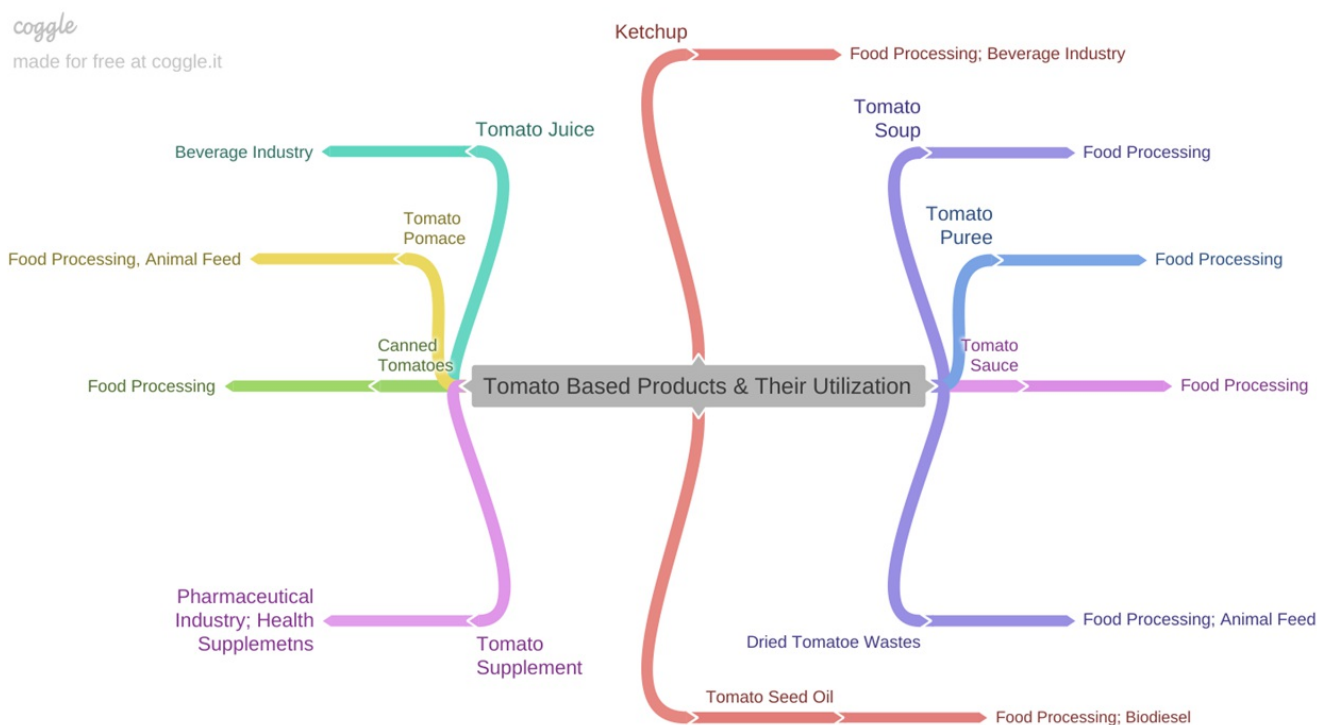 coggle
made for free at coggle.it
Ketchup
Food Processing; Beverage Industry
Tomato Juice
Beverage Industry
Tomato
Pomace
Food Processing, Animal Feed
Canned
Tomatoes
Food Processing
Tomato Based Products & Their Utilization
Tomato
Soup
Food Processing
Tomato
Puree
Food Processing
Tomato
Sauce
Food Processing
Pharmaceutical
Industry; Health
Supplemetns
Tomato
Supplement
Dried Tomatoe Wastes
Food Processing; Animal Feed
Tomato Seed Oil
Food Processing; Biodiesel